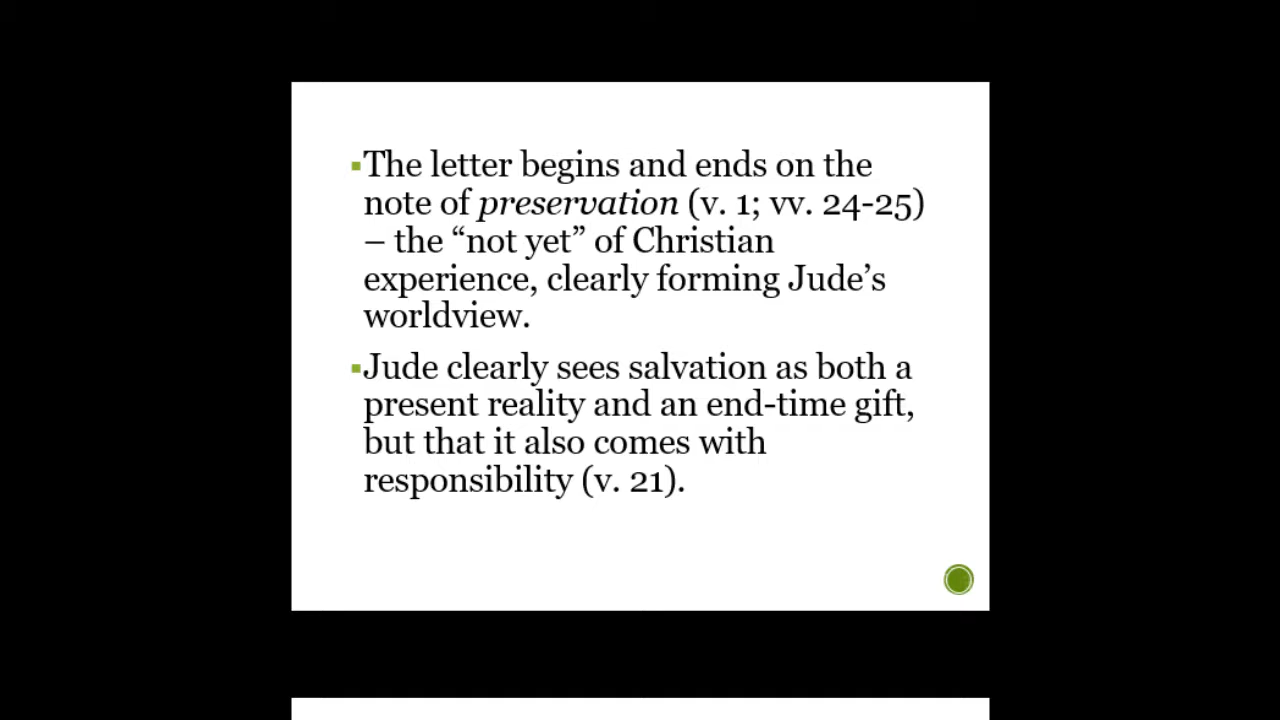 ▪The letter begins and ends on the
note of preservation (v. 1; vv. 24-25)
– the “not yet” of Christian
experience, clearly forming Jude’s
worldview.
▪Jude clearly sees salvation as both a
present reality and an end-time gift,
but that it also comes with
responsibility (v. 21).